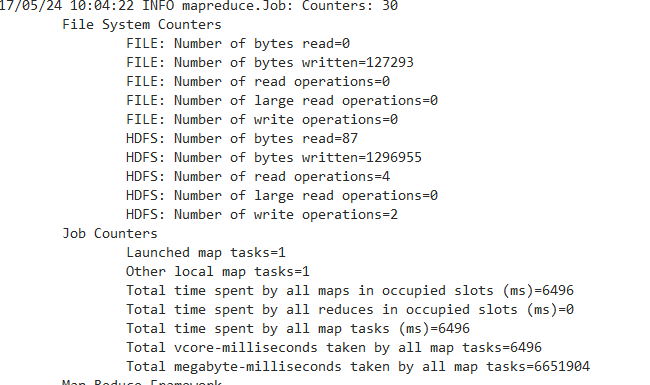 17/05/24 10:04:22 INFO mapreduce.Job: Counters: 30
File System Counters
FILE: Number of bytes read=0
FILE: Number of bytes written=127293
FILE: Number of read operations=0
FILE: Number of large read operations=0
FILE: Number of write operations=0
HDFS: Number of bytes read=87
HDFS: Number of bytes written=1296955
HDFS: Number of read operations=4
HDFS: Number of large read operations=0
HDFS: Number of write operations=2
Job Counters
Launched map tasks=1
Other local map tasks=1
Total time spent by all maps in occupied slots (ms)=6496
Total time spent by all reduces in occupied slots (ms)=0
Total time spent by all map tasks (ms)=6496
Total vcore-milliseconds taken by all map tasks=6496
Total megabyte-milliseconds taken by all map tasks=6651904
Map-Reduce Framework